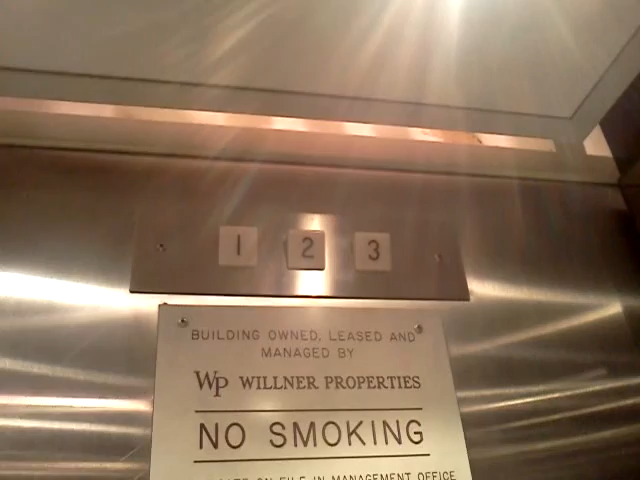 1 2 3
BUILDING OWNED, LEASED AND
MANAGED BY
WP WILLNER PROPERTIES
NO SMOKING
ON FILE IN MANAGEMENT OFFICE